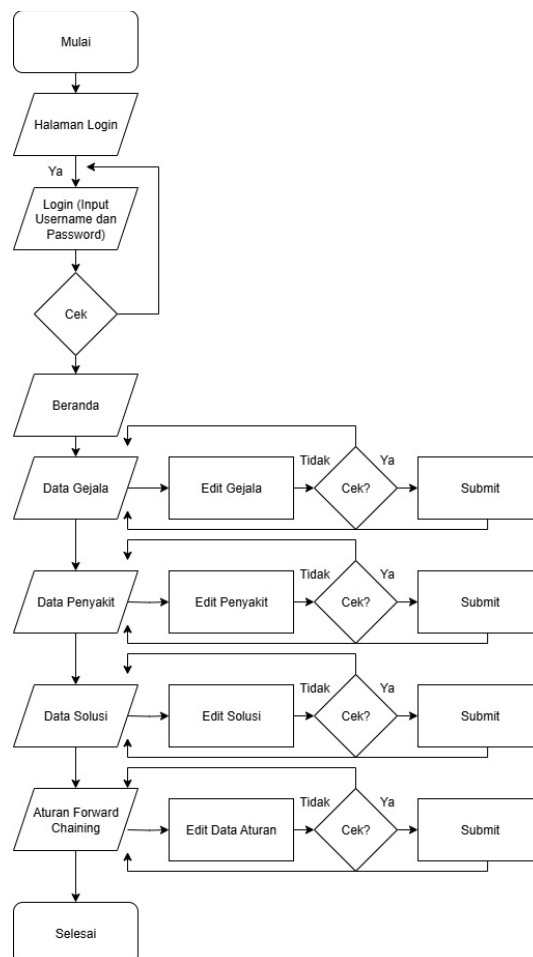 Mulai
Halaman Login
Ya
Login (Input
Username dan
Password)
Cek
Beranda
Data Gejala
Edit Gejala
Tidak
Cek?
Ya
Submit
Data Penyakit
Edit Penyakit
Tidak
Cek?
Ya
Submit
Data Solusi
Edit Solusi
Tidak
Cek?
Ya
Submit
Aturan Forward
Chaining
Edit Data Aturan
Tidak
Cek?
Ya
Submit
Selesai